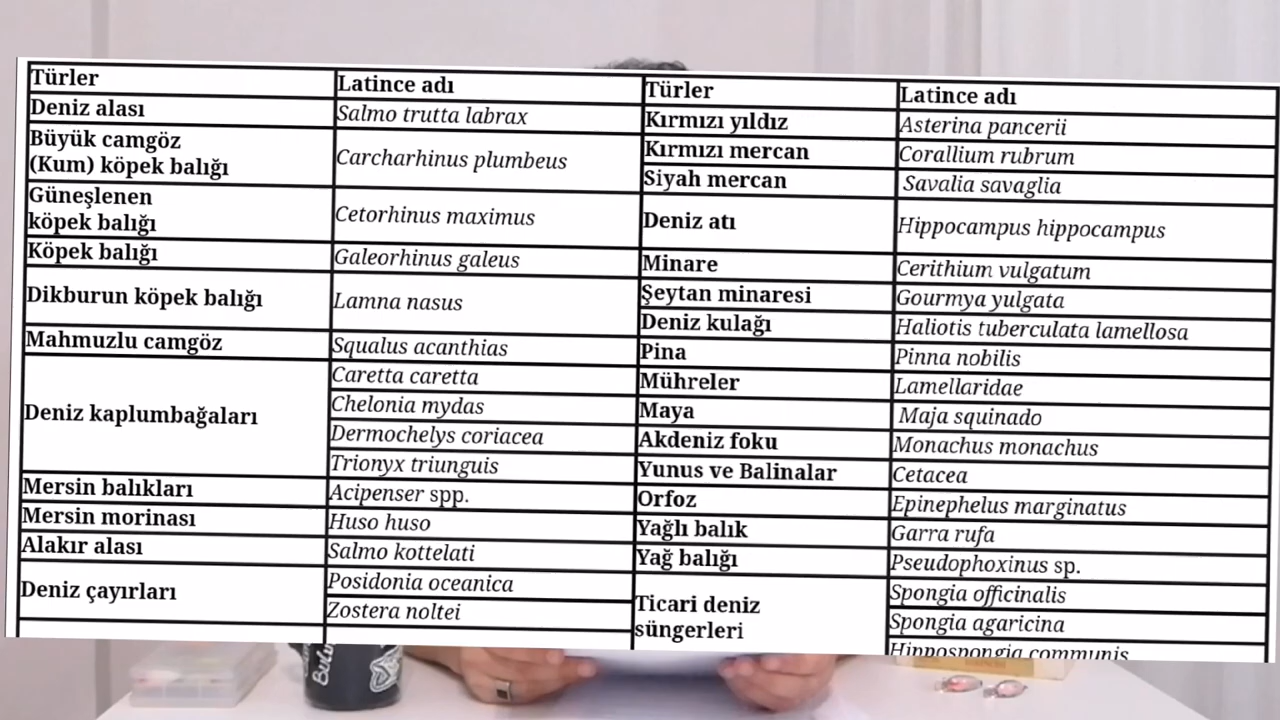 Türler Latince adı
Deniz alası Salmo trutta labrax
Büyük camgöz
(Kum) köpek balığı Carcharhinus plumbeus
Güneşlenen
köpek balığı Cetorhinus maximus
Köpek balığı Galeorhinus galeus
Dikburun köpek balığı Lamna nasus
Mahmuzlu camgöz Squalus acanthias
Deniz kaplumbağaları Caretta caretta
Chelonia mydas
Dermochelys coriacea
Trionyx triunguis
Mersin balıkları Acipenser spp.
Mersin morinası Huso huso
Alakır alası Salmo kottelati
Deniz çayırları Posidonia oceanica
Zostera noltei
Türler Latince adı
Kırmızı yıldız Asterina pancerii
Kırmızı mercan Corallium rubrum
Siyah mercan Savalia savaglia
Deniz atı Hippocampus hippocampus
Minare Cerithium vulgatum
Şeytan minaresi Gourmya yulgata
Deniz kulağı Haliotis tuberculata lamellosa
Pina Pinna nobilis
Mühreler Lamellaridae
Maya Maja squinado
Akdeniz foku Monachus monachus
Yunus ve Balinalar Cetacea
Orfoz Epinephelus marginatus
Yağlı balık Garra rufa
Yağ balığı Pseudophoxinus sp.
Ticari deniz
süngerleri Spongia officinalis
Spongia agaricina
Hippospongia communis